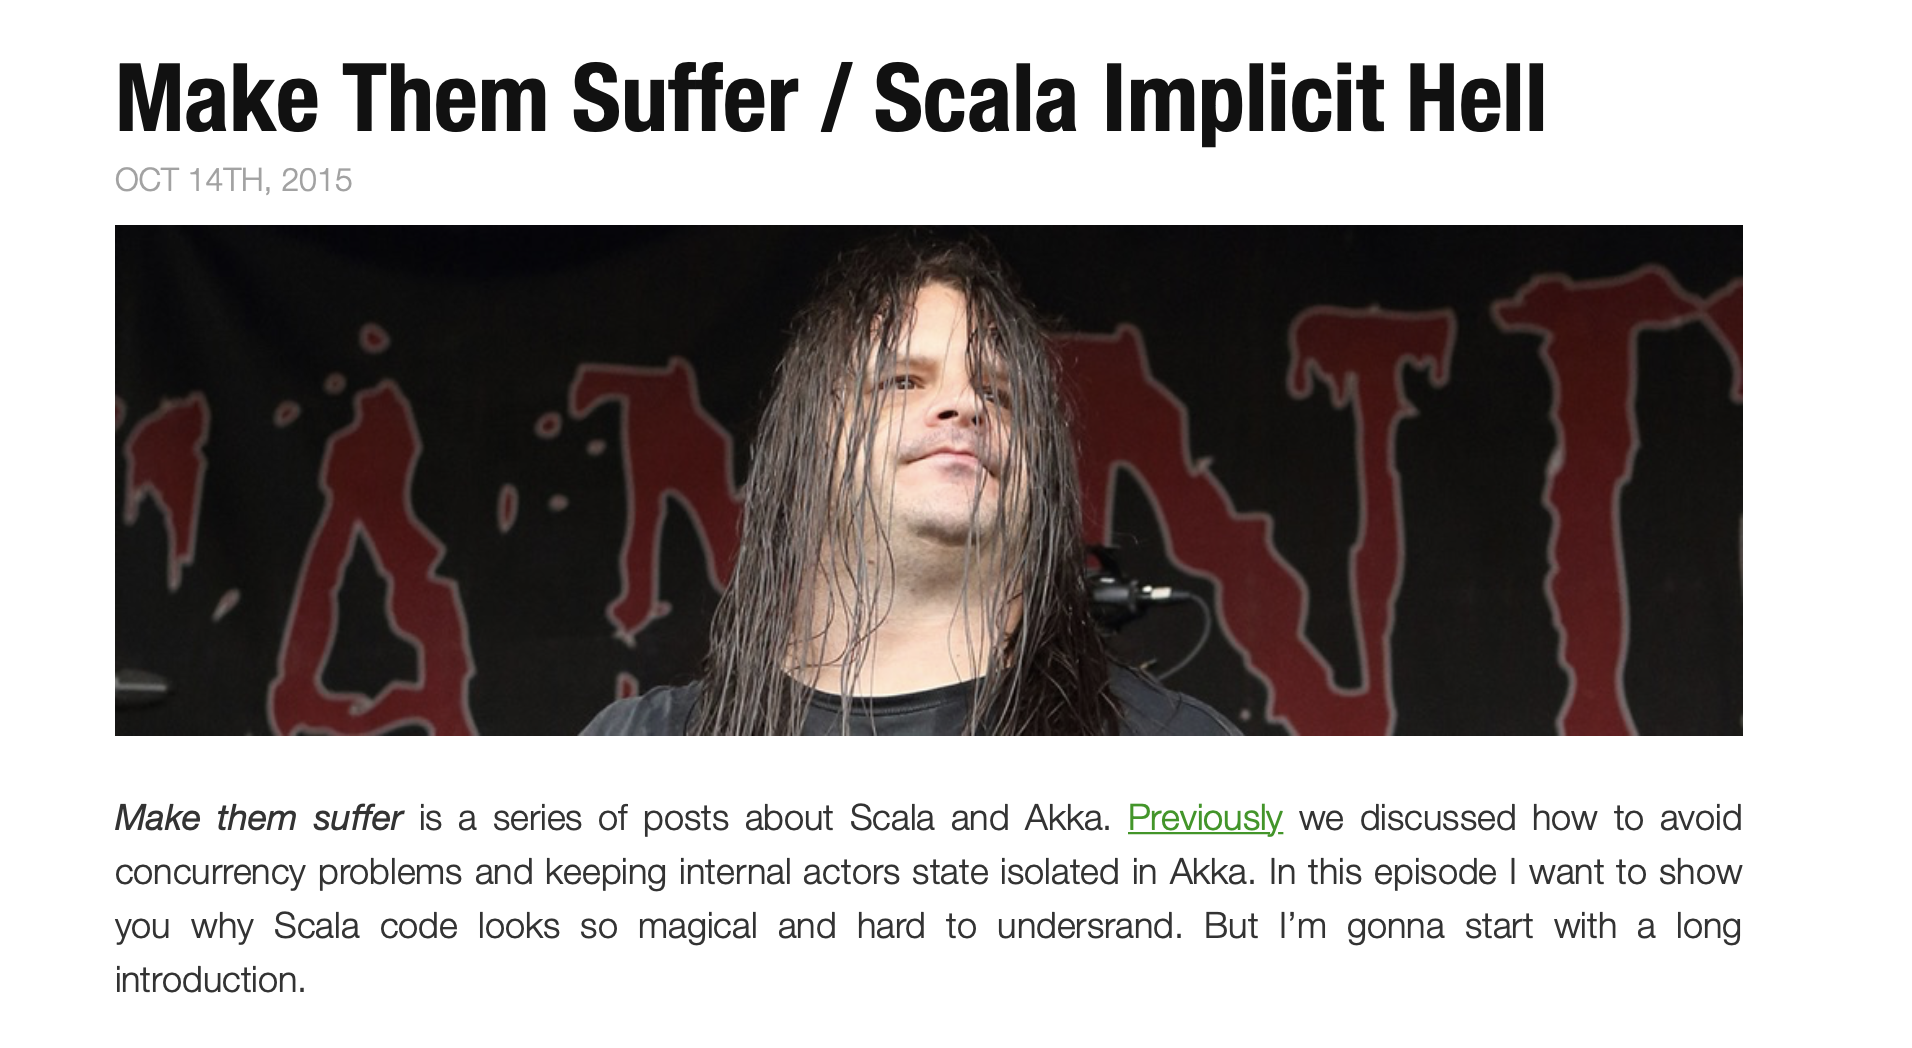 Make Them Suffer / Scala Implicit Hell
OCT 14TH, 2015
Make them suffer is a series of posts about Scala and Akka. Previously we discussed how to avoid
concurrency problems and keeping internal actors state isolated in Akka. In this episode I want to show
you why Scala code looks so magical and hard to undersrand. But I’m gonna start with a long
introduction.